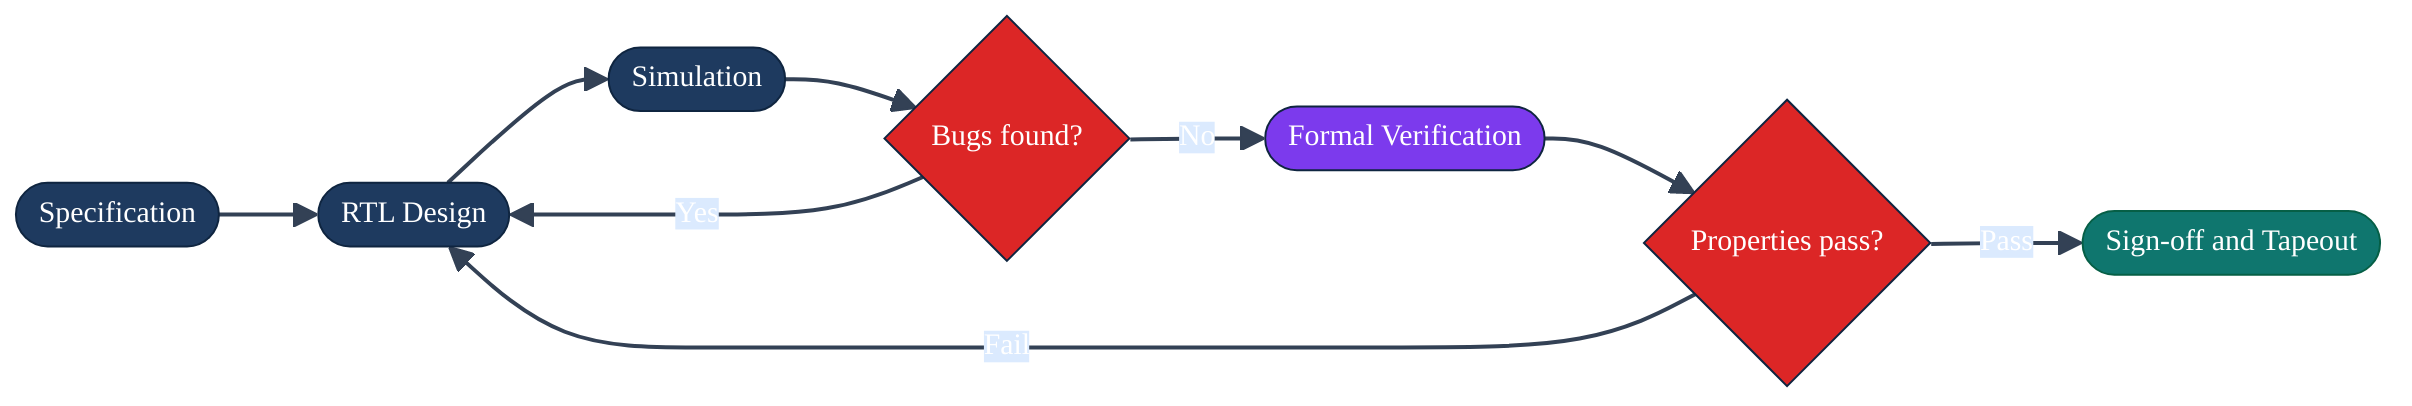 Specification
RTL Design
Simulation
Bugs found?
Yes
No
Formal Verification
Properties pass?
Fail
Pass
Sign-off and Tapeout